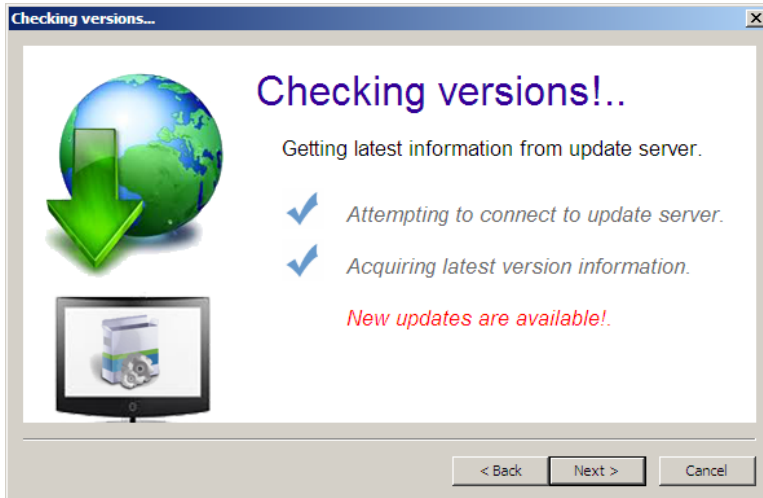 Checking versions...
Checking versions!..
Getting latest information from update server.
Attempting to connect to update server.
Acquiring latest version information.
New updates are available!.
< Back
Next >
Cancel